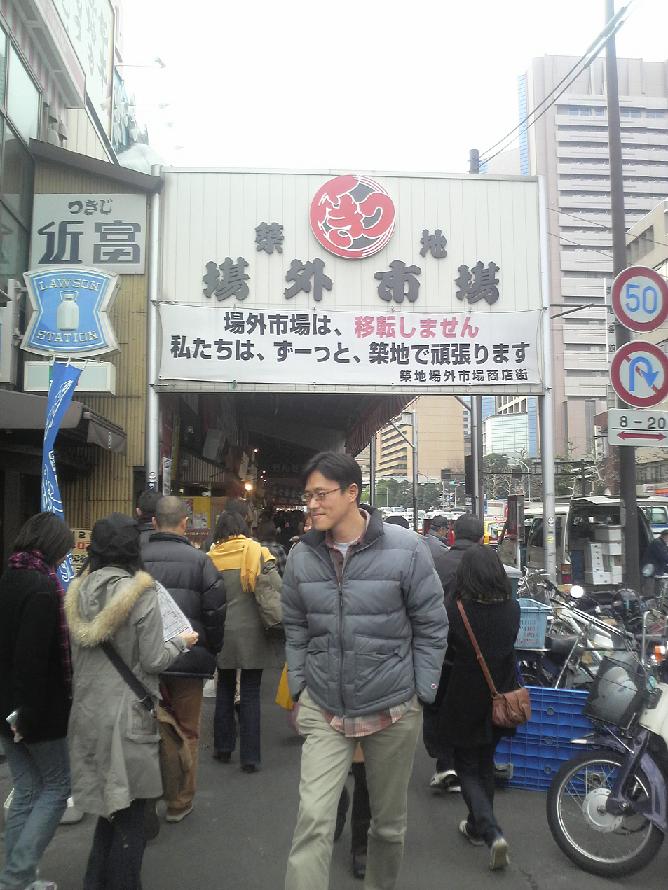 つきじ
近富
LAWSON
STATION
築地
場外市場
場外市場は、移転しません
私たちは、ずーっと、築地で頑張ります
築地場外市場商店街
50
8-20